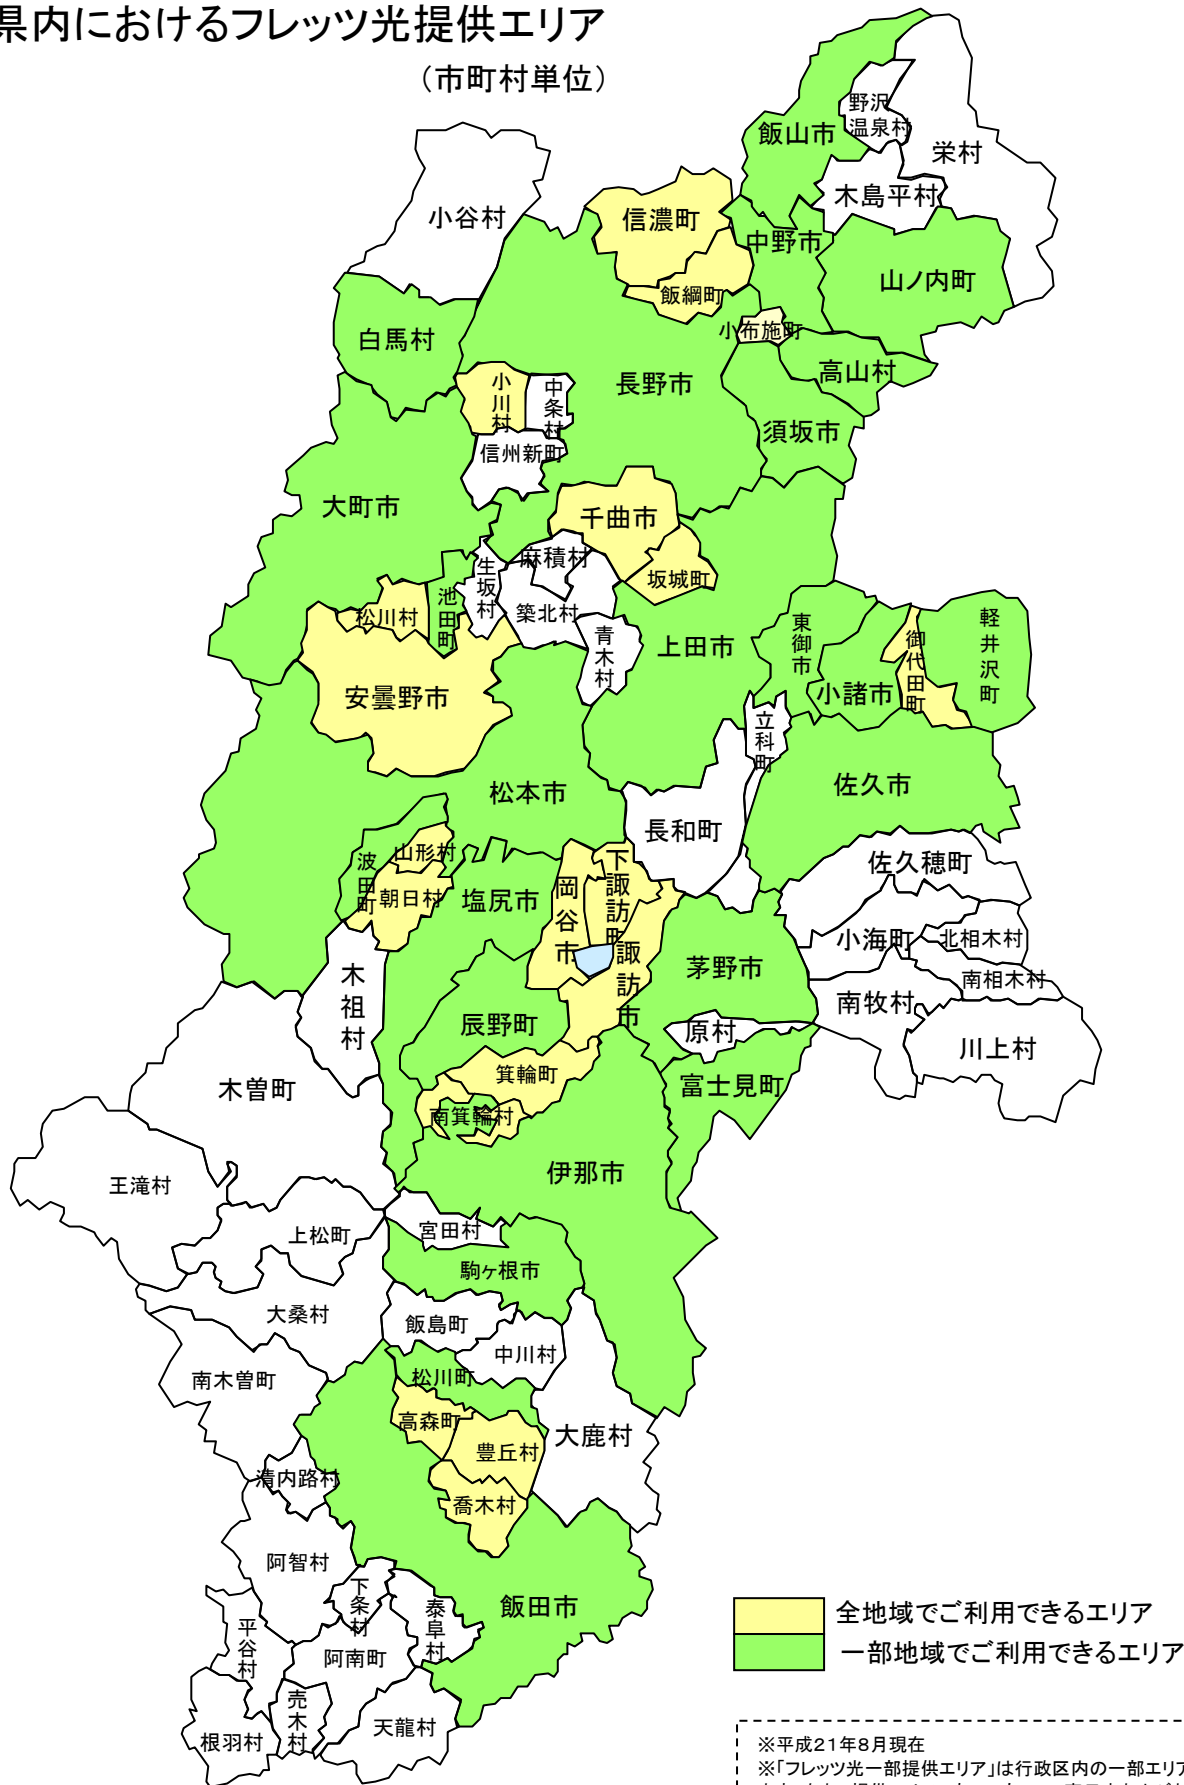 県内におけるフレッツ光提供エリア
（市町村単位）
野沢
温泉村
飯山市
栄村
木島平村
小谷村
信濃町
中野市
山ノ内町
飯綱町
小布施町
白馬村
高山村
長野市
小川村
中条村
須坂市
信州新町
大町市
千曲市
麻積村
坂城町
生坂村
池田町
松川村
築北村
青木村
上田市
東御市
御代田町
軽井沢町
小諸市
安曇野市
立科町
佐久市
松本市
長和町
山形村
波田町
朝日村
塩尻市
岡谷市
下諏訪町
諏訪市
佐久穂町
小海町
北相木村
茅野市
南相木村
南牧村
木祖村
辰野町
原村
川上村
箕輪町
富士見町
木曽町
南箕輪村
伊那市
王滝村
宮田村
上松町
駒ヶ根市
大桑村
飯島町
中川村
南木曽町
松川町
高森町
大鹿村
豊丘村
清内路村
喬木村
阿智村
下条村
泰阜村
飯田市
平谷村
阿南町
売木村
天龍村
根羽村
全地域でご利用できるエリア
一部地域でご利用できるエリア
※平成21年8月現在
※「フレッツ光一部提供エリア」は行政区内の一部エリア